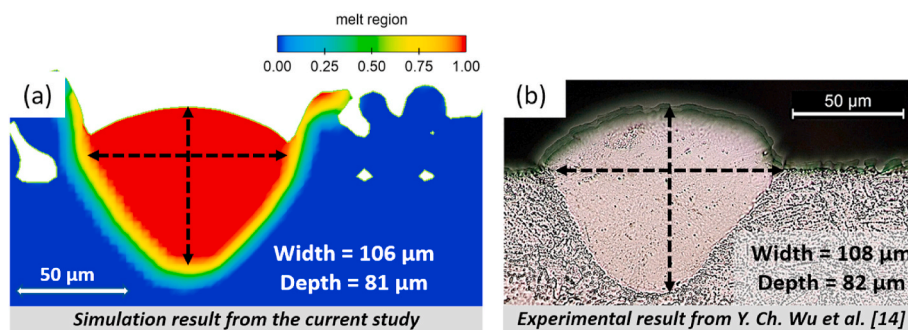 melt region
0.00 0.25 0.50 0.75 1.00
(a)
50 µm
Width = 106 µm
Depth = 81 µm
Simulation result from the current study
(b)
50 µm
Width = 108 µm
Depth = 82 µm
Experimental result from Y. Ch. Wu et al. [14]